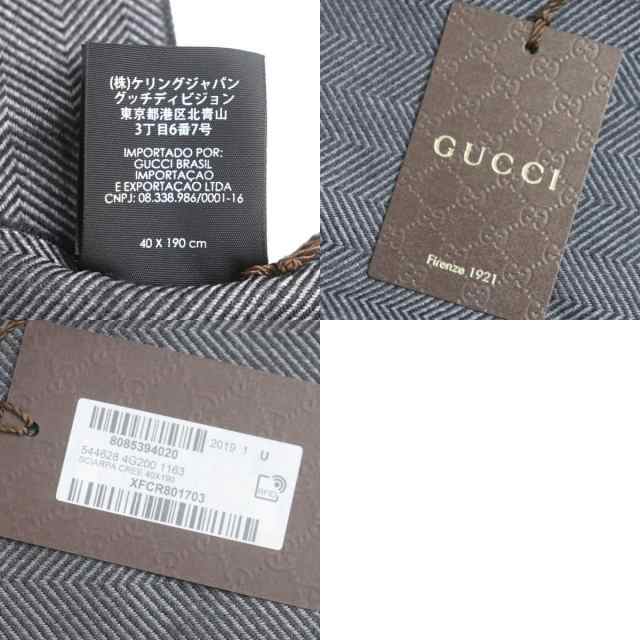 (株)ケリングジャパン
グッチディビジョン
東京都港区北青山
3丁目6番7号
IMPORTADO POR:
GUCCI BRASIL
IMPORTAÇAO
E EXPORTAÇAO LTDA
CNPJ: 08.338.986/0001-16
40 X 190 cm
GUCCI
Firenze 1921
8085394020 2019 1 U
544628 4G200 1163
SCIARPA CREE 40X190
XFCR801703
RFID